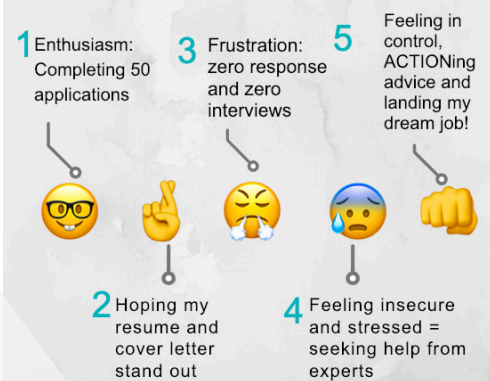 1 Enthusiasm:
Completing 50
applications
2 Hoping my
resume and
cover letter
stand out
3 Frustration:
zero response
and zero
interviews
4 Feeling insecure
and stressed =
seeking help from
experts
5 Feeling in
control,
ACTIONing
advice and
landing my
dream job!